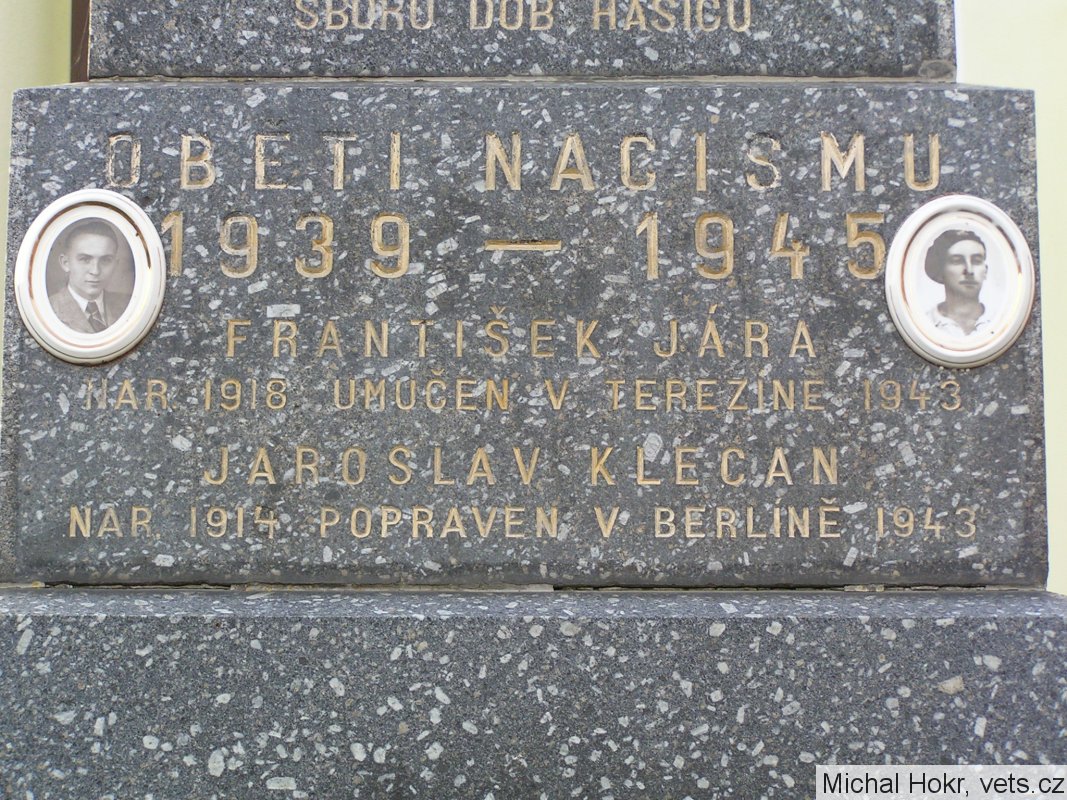 SBORU DOB HASIČŮ
OBĚTI NACISMU
1939 — 1945
FRANTIŠEK JÁRA
NAR. 1918 UMUČEN V TEREZÍNĚ 1943
JAROSLAV KLECAN
NAR. 1914 POPRAVEN V BERLÍNĚ 1943
Michal Hokr, vets.cz